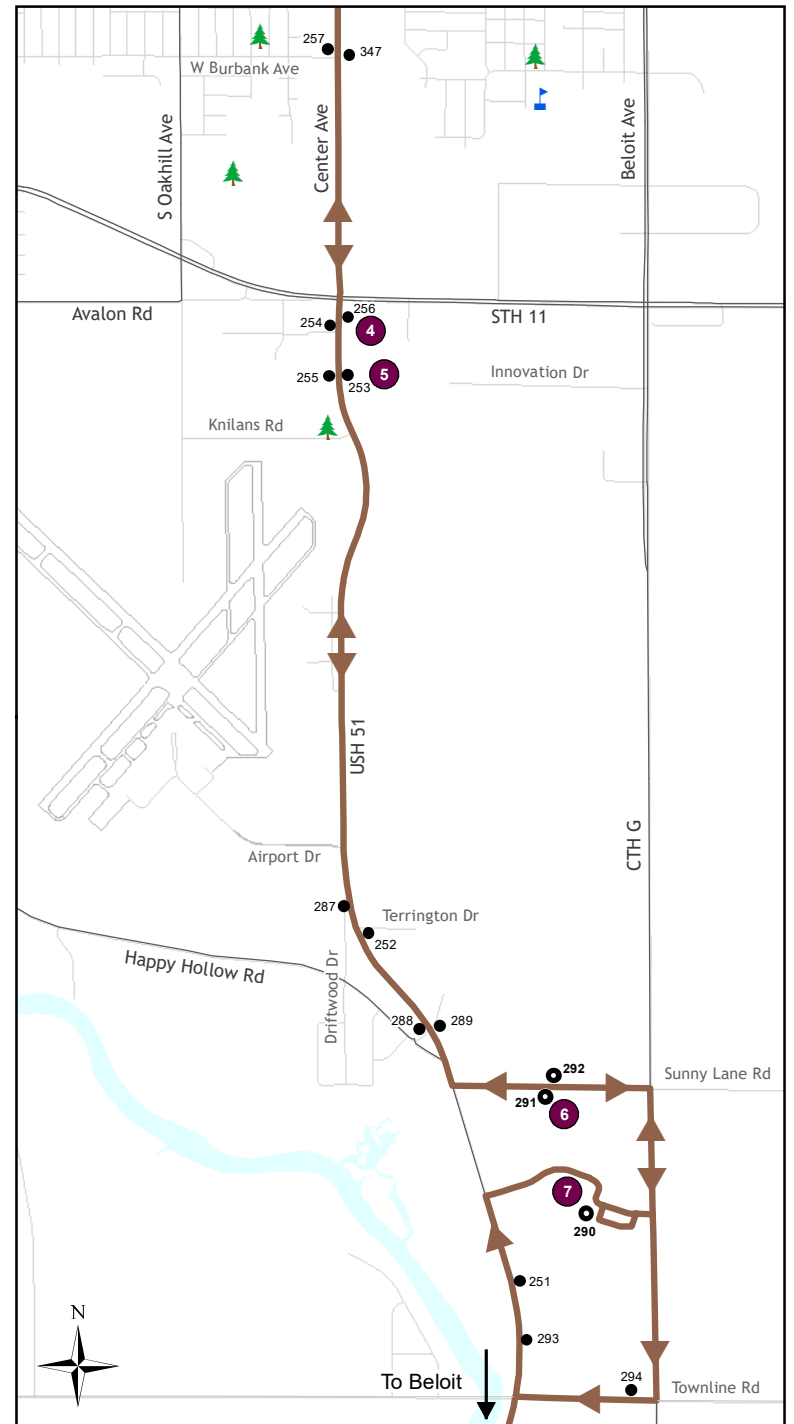 257
347
W Burbank Ave
S Oakhill Ave
Center Ave
Beloit Ave
Avalon Rd
256
254
4
STH 11
255
253
5
Innovation Dr
Knilans Rd
USH 51
CTH G
Airport Dr
287
Terrington Dr
252
Happy Hollow Rd
Driftwood Dr
288
289
292
Sunny Lane Rd
291
6
7
290
251
N
293
294
To Beloit
Townline Rd